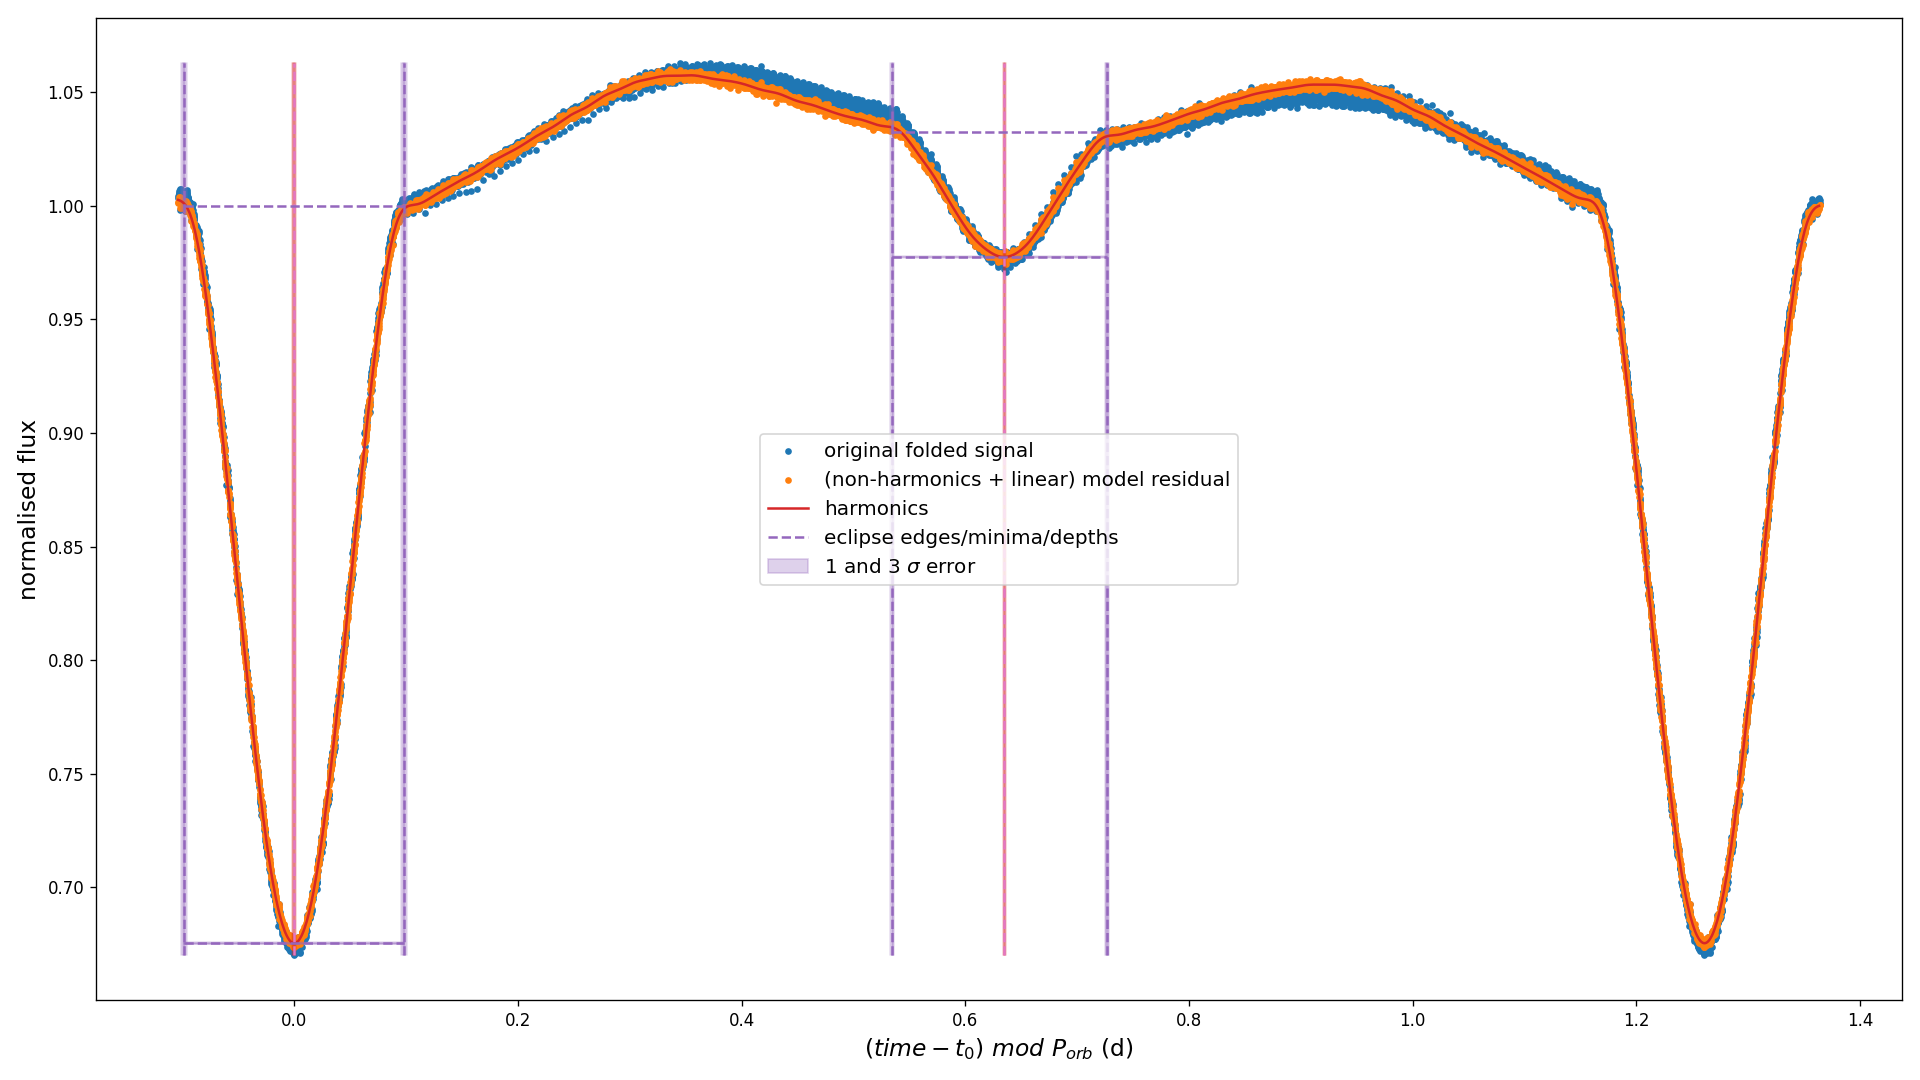 normalised flux
1.05
1.00
0.95
0.90
0.85
0.80
0.75
0.70
original folded signal
(non-harmonics + linear) model residual
harmonics
eclipse edges/minima/depths
1 and 3 σ error
0.0 0.2 0.4 0.6 0.8 1.0 1.2 1.4
(time − t₀) mod Pₒᵣb (d)